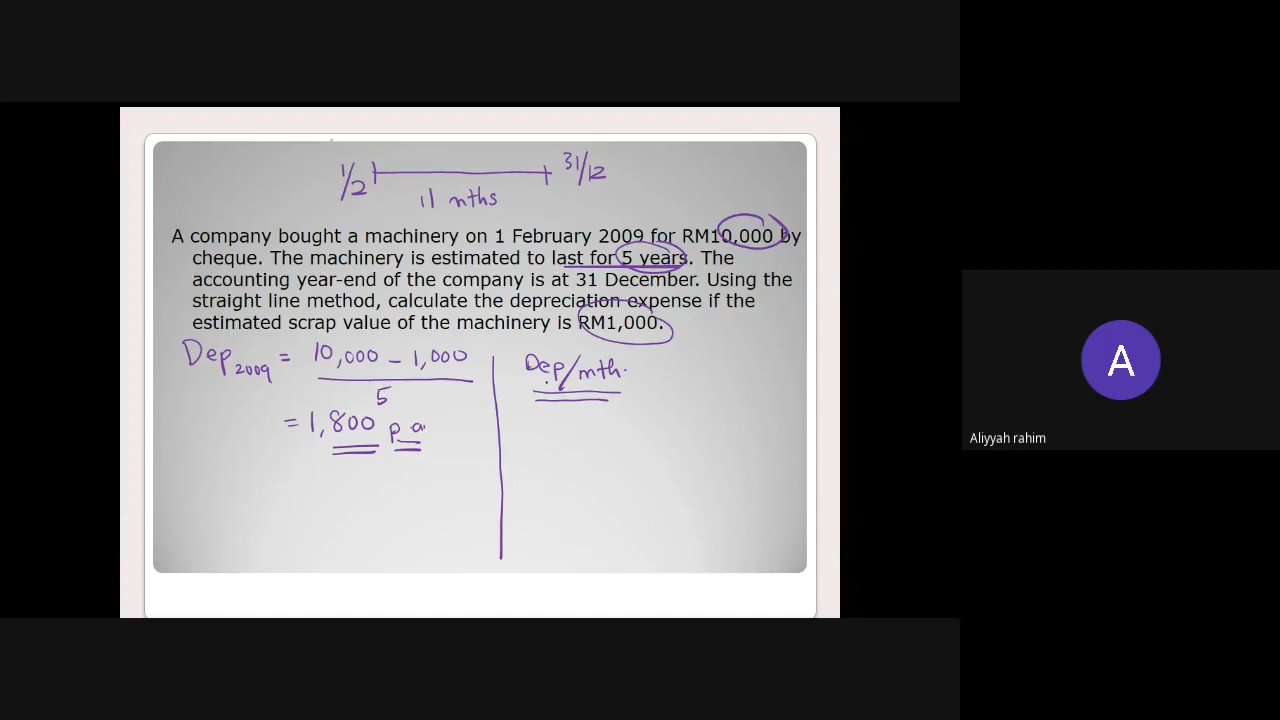 1/2 31/12
11 mths
A company bought a machinery on 1 February 2009 for RM10,000 by
cheque. The machinery is estimated to last for 5 years. The
accounting year-end of the company is at 31 December. Using the
straight line method, calculate the depreciation expense if the
estimated scrap value of the machinery is RM1,000.
Dep 2009 = 10,000 - 1,000
5
= 1,800 p.a
Dep/mth.
A
Aliyyah rahim